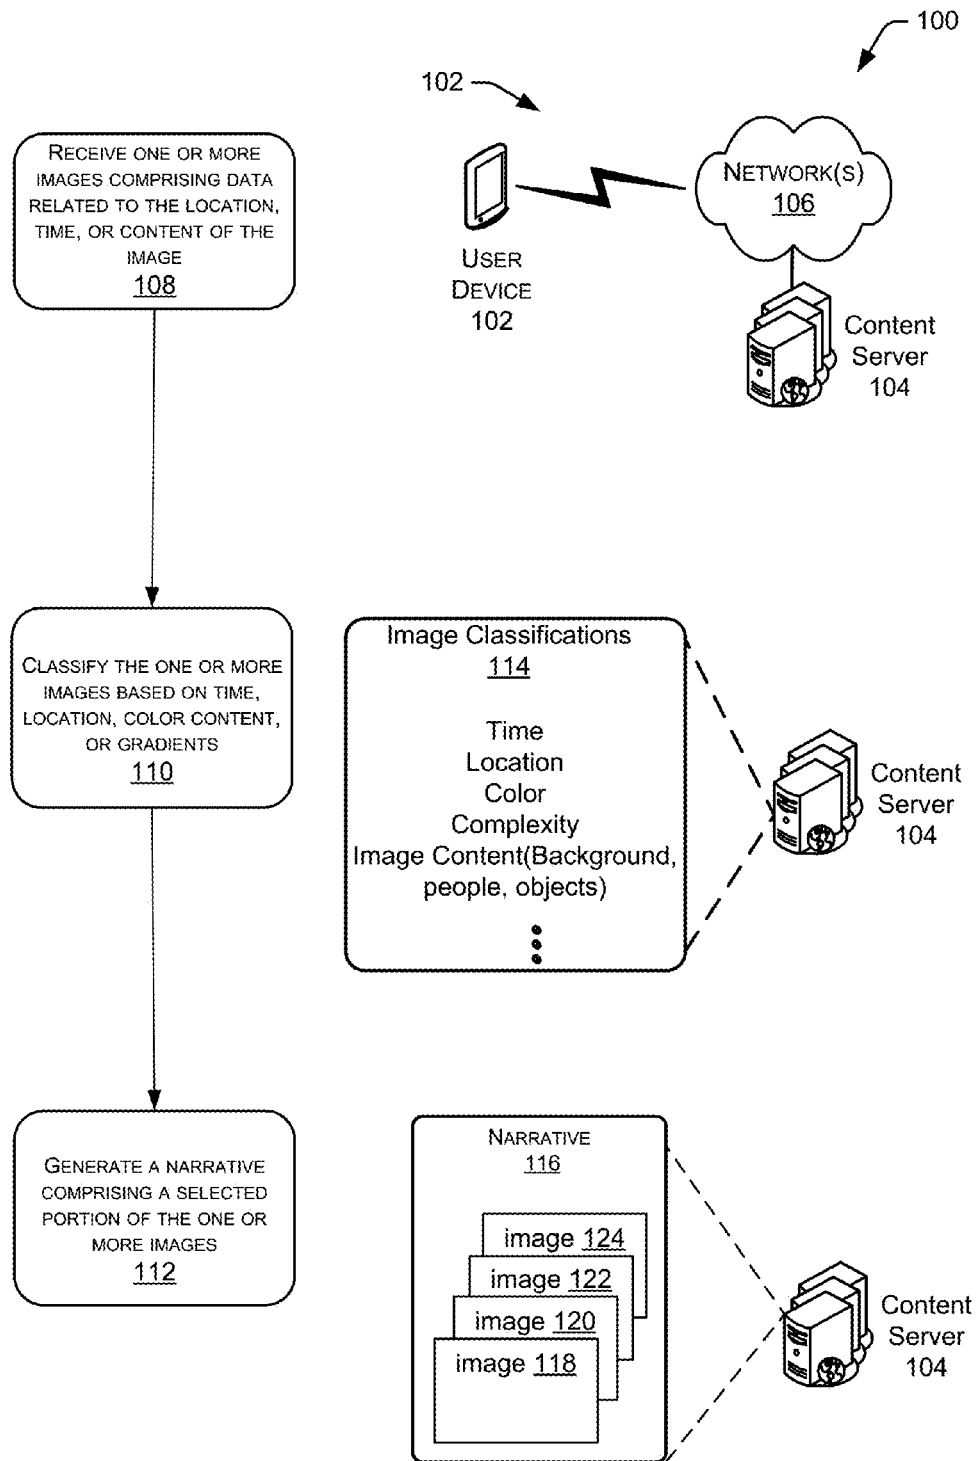 100
102
RECEIVE ONE OR MORE
IMAGES COMPRISING DATA
RELATED TO THE LOCATION,
TIME, OR CONTENT OF THE
IMAGE
108
USER
DEVICE
102
NETWORK(S)
106
Content
Server
104
CLASSIFY THE ONE OR MORE
IMAGES BASED ON TIME,
LOCATION, COLOR CONTENT,
OR GRADIENTS
110
Image Classifications
114
Time
Location
Color
Complexity
Image Content(Background,
people, objects)
Content
Server
104
GENERATE A NARRATIVE
COMPRISING A SELECTED
PORTION OF THE ONE OR
MORE IMAGES
112
NARRATIVE
116
image 124
image 122
image 120
image 118
Content
Server
104